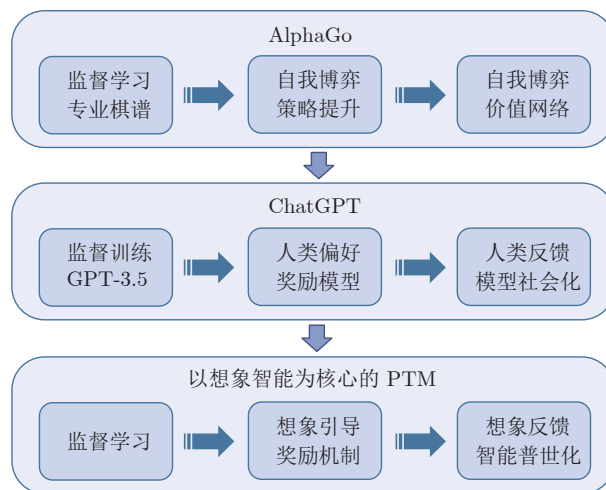 AlphaGo
监督学习
专业棋谱
自我博弈
策略提升
自我博弈
价值网络
ChatGPT
监督训练
GPT-3.5
人类偏好
奖励模型
人类反馈
模型社会化
以想象智能为核心的 PTM
监督学习
想象引导
奖励机制
想象反馈
智能普世化